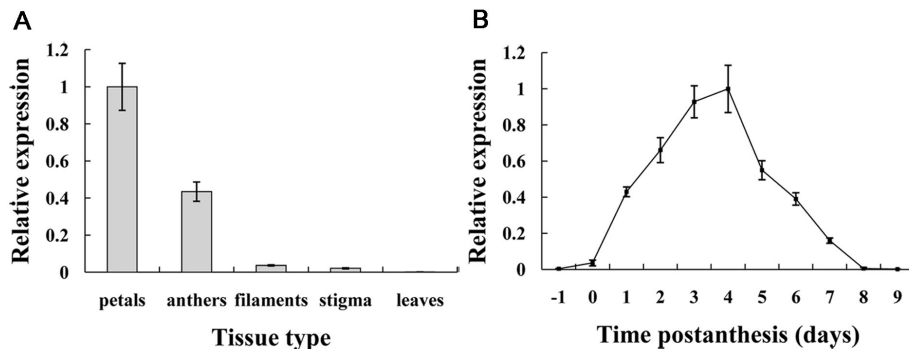 A
Relative expression
1.2
1
0.8
0.6
0.4
0.2
0
petals anthers filaments stigma leaves
Tissue type
B
Relative expression
1.2
1
0.8
0.6
0.4
0.2
0
-1 0 1 2 3 4 5 6 7 8 9
Time postanthesis (days)